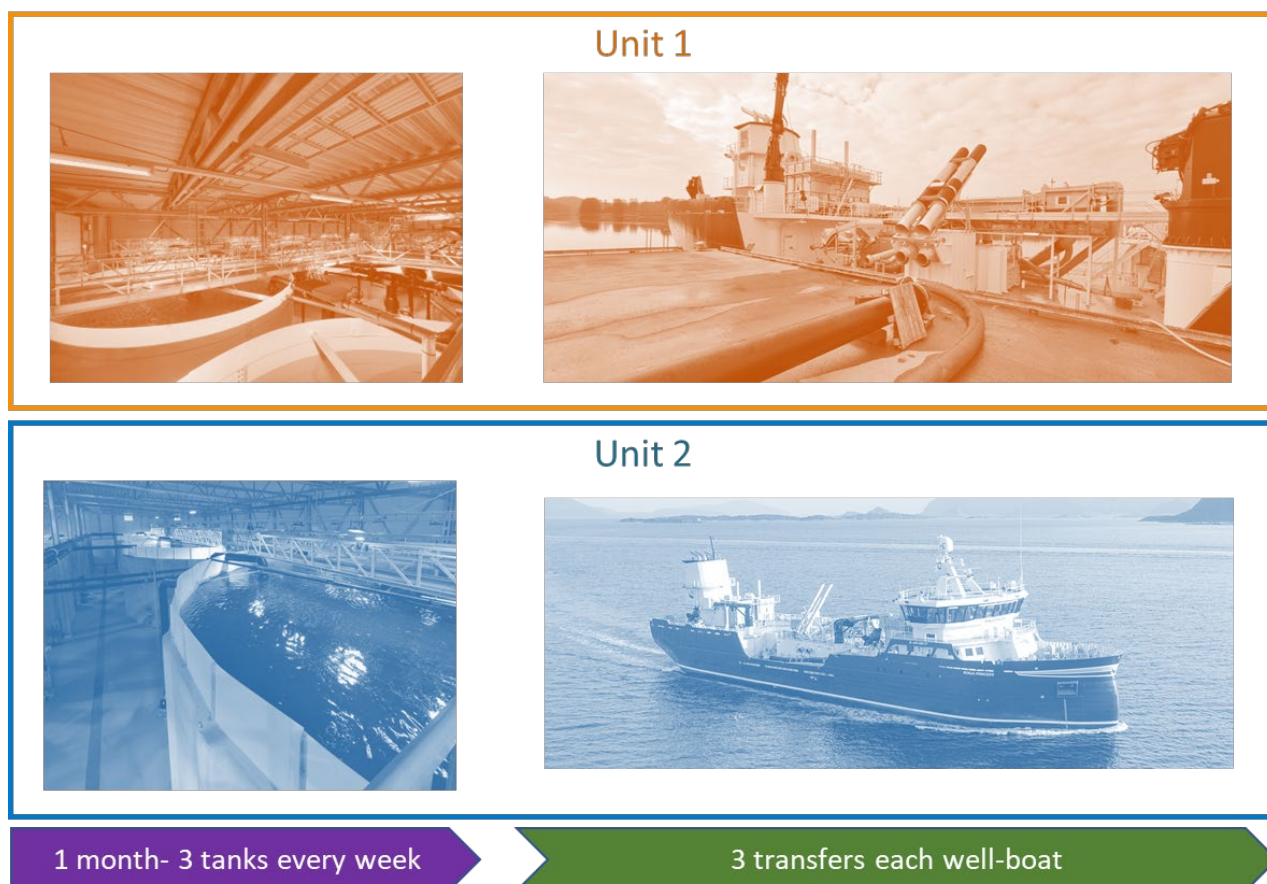 Unit 1
Unit 2
1 month- 3 tanks every week
3 transfers each well-boat